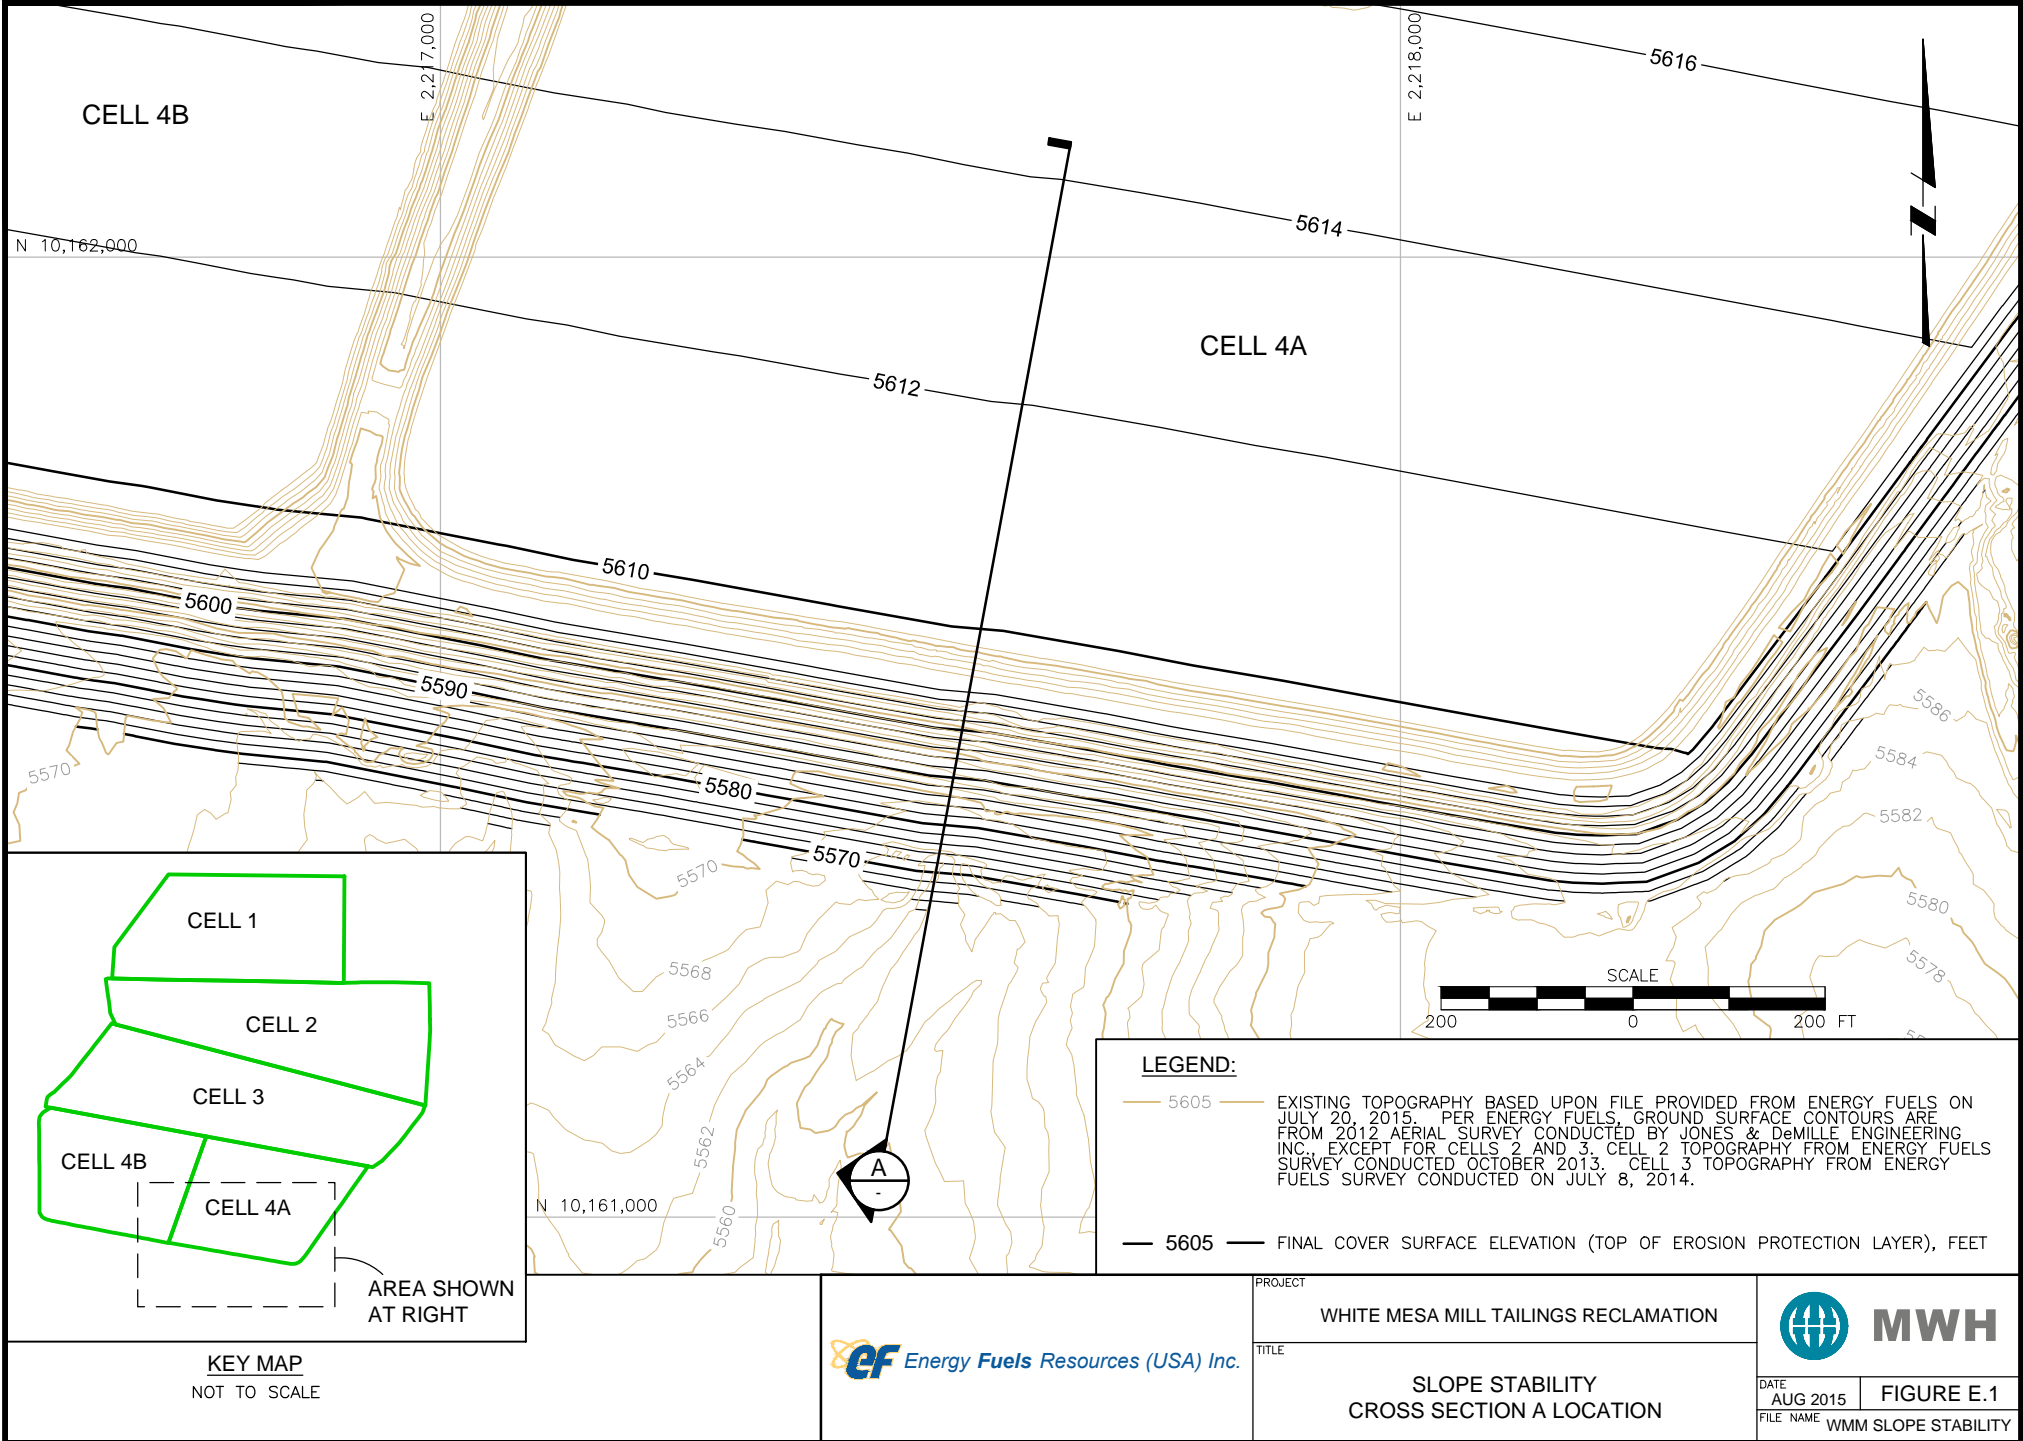 E 2,217,000
E 2,218,000
5616
CELL 4B
5614
N 10,162,000
N
CELL 4A
5612
5610
5600
5590
5580
5570
5570
5570
5586
5584
5582
5580
5578
5568
5566
5564
5562
5560
N 10,161,000
A
-
SCALE
200
0
200 FT
CELL 1
CELL 2
CELL 3
CELL 4B
CELL 4A
AREA SHOWN
AT RIGHT
KEY MAP
NOT TO SCALE
LEGEND:
5605
EXISTING TOPOGRAPHY BASED UPON FILE PROVIDED FROM ENERGY FUELS ON
JULY 20, 2015. PER ENERGY FUELS, GROUND SURFACE CONTOURS ARE
FROM 2012 AERIAL SURVEY CONDUCTED BY JONES & DeMILLE ENGINEERING
INC., EXCEPT FOR CELLS 2 AND 3. CELL 2 TOPOGRAPHY FROM ENERGY FUELS
SURVEY CONDUCTED OCTOBER 2013. CELL 3 TOPOGRAPHY FROM ENERGY
FUELS SURVEY CONDUCTED ON JULY 8, 2014.
5605
FINAL COVER SURFACE ELEVATION (TOP OF EROSION PROTECTION LAYER), FEET
ef Energy Fuels Resources (USA) Inc.
PROJECT
WHITE MESA MILL TAILINGS RECLAMATION
TITLE
SLOPE STABILITY
CROSS SECTION A LOCATION
MWH
DATE
AUG 2015
FIGURE E.1
FILE NAME
WMM SLOPE STABILITY